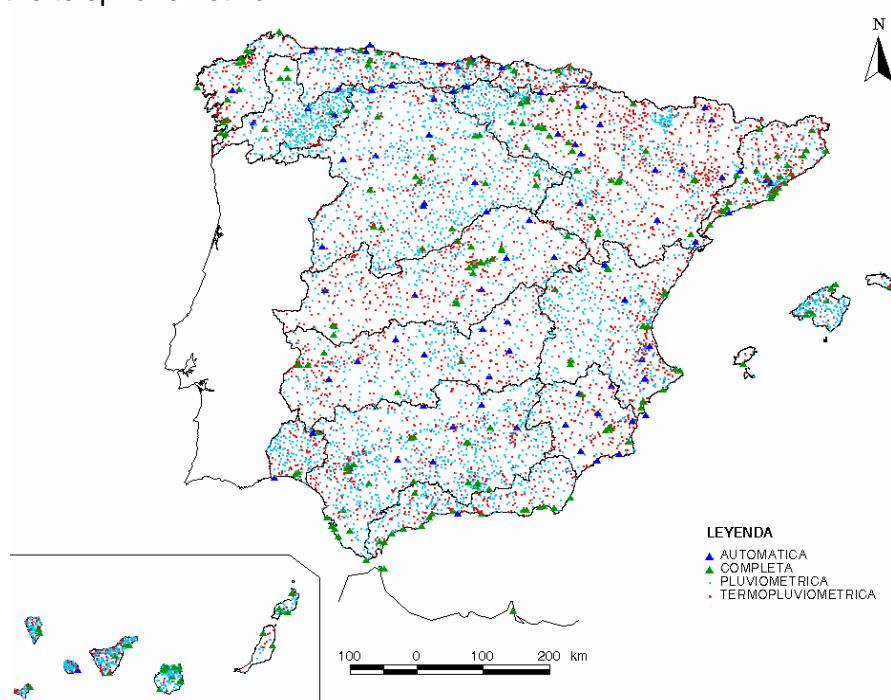 N
LEYENDA
AUTOMATICA
COMPLETA
PLUVIOMETRICA
TERMOPLUVIOMETRICA
100 0 100 200 km